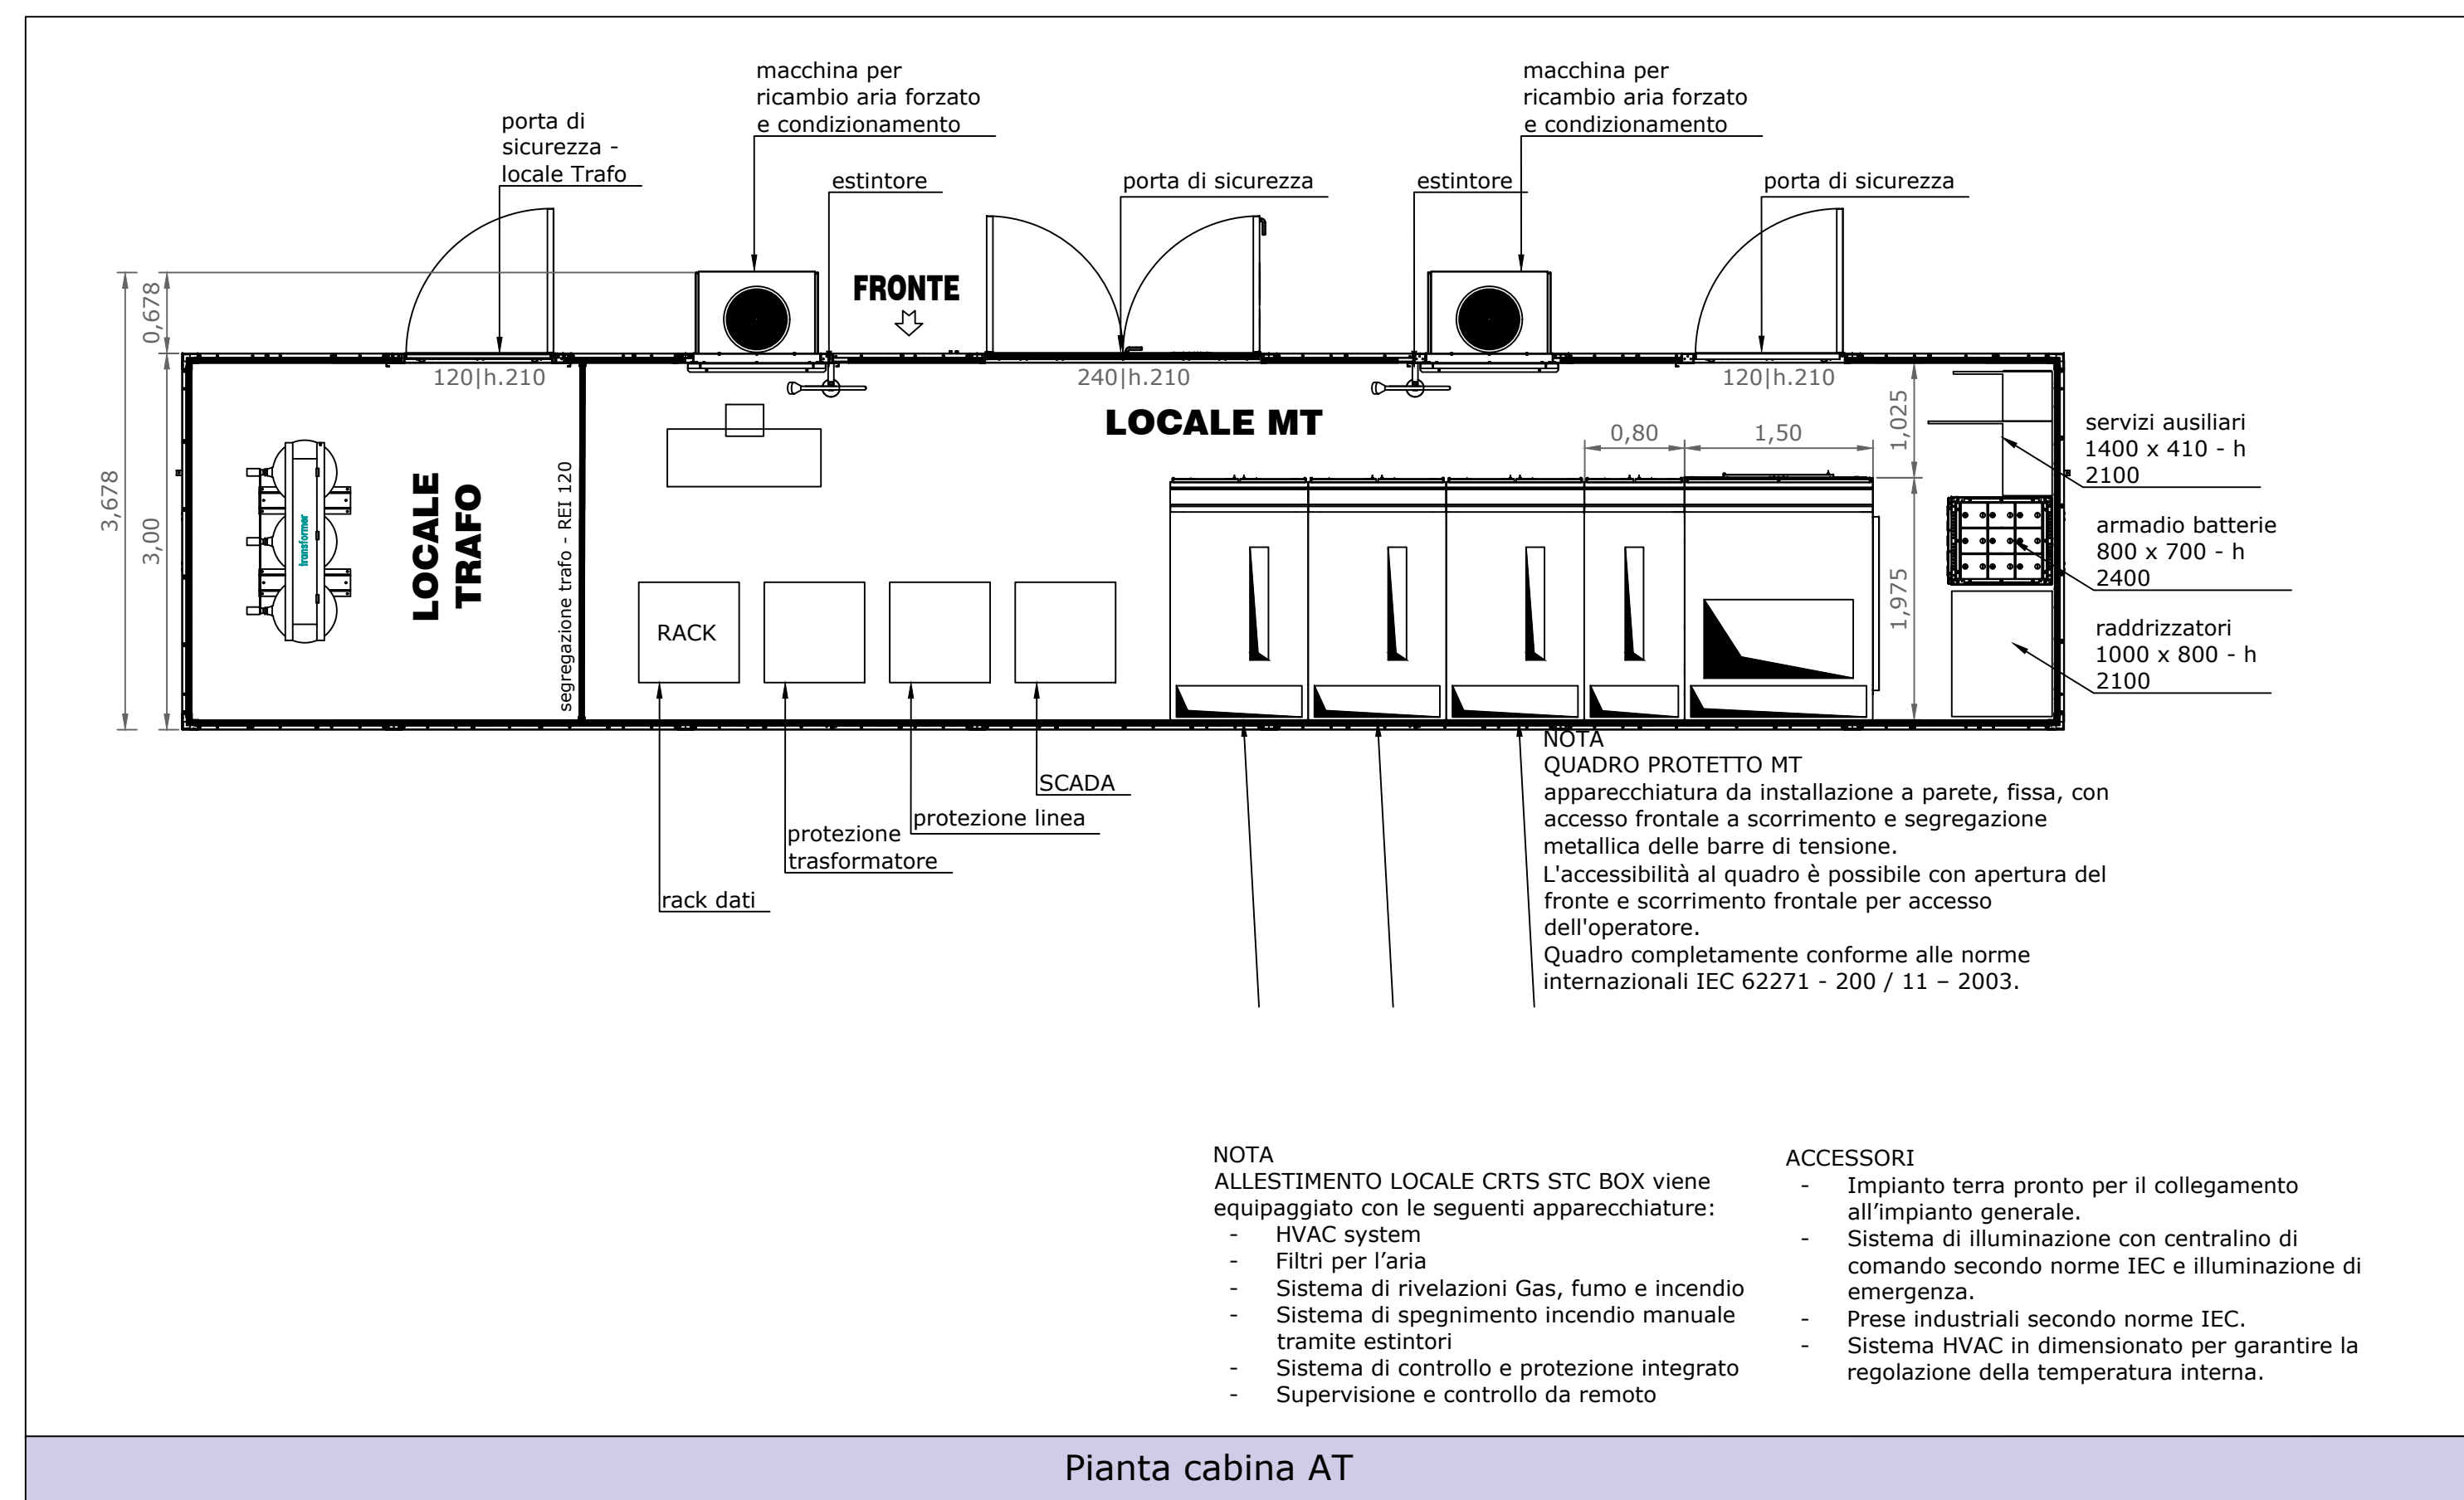 macchina per
ricambio aria forzato
e condizionamento
macchina per
ricambio aria forzato
e condizionamento
porta di
sicurezza -
locale Trafo
estintore
porta di sicurezza
estintore
porta di sicurezza
FRONTE
0,678
3,678
3,00
120|h.210
240|h.210
120|h.210
LOCALE MT
0,80
1,50
1,025
1,975
servizi ausiliari
1400 x 410 - h
2100
armadio batterie
800 x 700 - h
2400
raddrizzatori
1000 x 800 - h
2100
transformer
LOCALE
TRAFO
segregazione trafo - REI 120
RACK
SCADA
protezione linea
protezione
trasformatore
rack dati
NOTA
QUADRO PROTETTO MT
apparecchiatura da installazione a parete, fissa, con
accesso frontale a scorrimento e segregazione
metallica delle barre di tensione.
L'accessibilità al quadro è possibile con apertura del
fronte e scorrimento frontale per accesso
dell'operatore.
Quadro completamente conforme alle norme
internazionali IEC 62271 - 200 / 11 – 2003.
NOTA
ALLESTIMENTO LOCALE CRTS STC BOX viene
equipaggiato con le seguenti apparecchiature:
- HVAC system
- Filtri per l’aria
- Sistema di rivelazioni Gas, fumo e incendio
- Sistema di spegnimento incendio manuale
tramite estintori
- Sistema di controllo e protezione integrato
- Supervisione e controllo da remoto
ACCESSORI
- Impianto terra pronto per il collegamento
all’impianto generale.
- Sistema di illuminazione con centralino di
comando secondo norme IEC e illuminazione di
emergenza.
- Prese industriali secondo norme IEC.
- Sistema HVAC in dimensionato per garantire la
regolazione della temperatura interna.
Pianta cabina AT